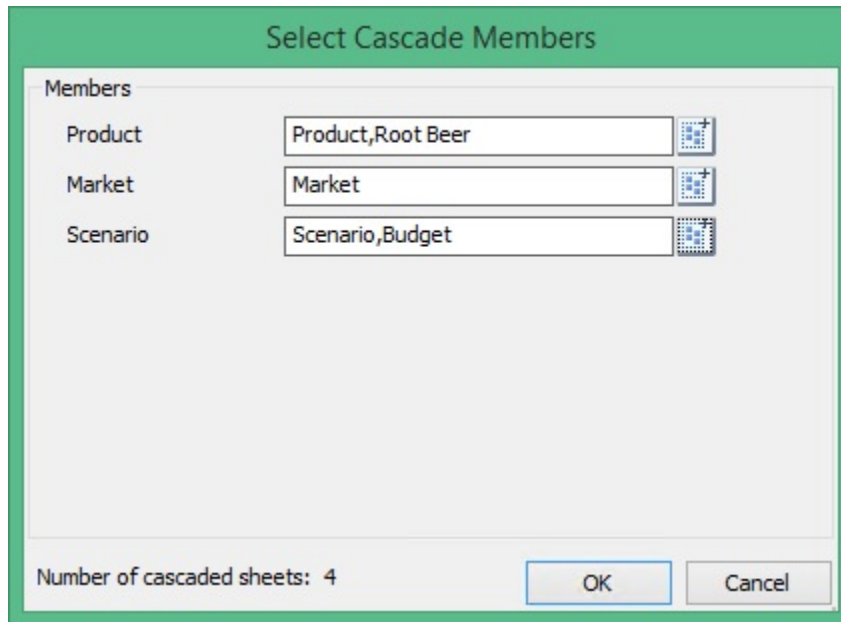 Select Cascade Members
Members
Product Product,Root Beer
Market Market
Scenario Scenario,Budget
Number of cascaded sheets: 4 OK Cancel